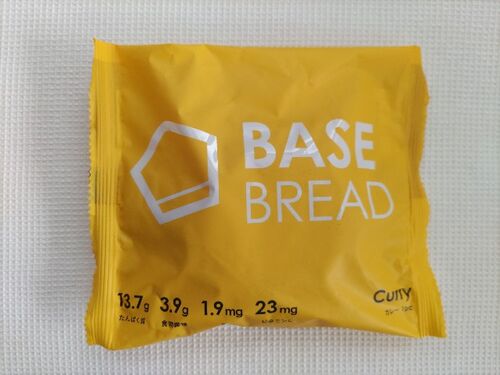 BASE
BREAD
13.7g 3.9g 1.9mg 23mg
たんぱく質 食物繊維
Curry
カレー 1pc